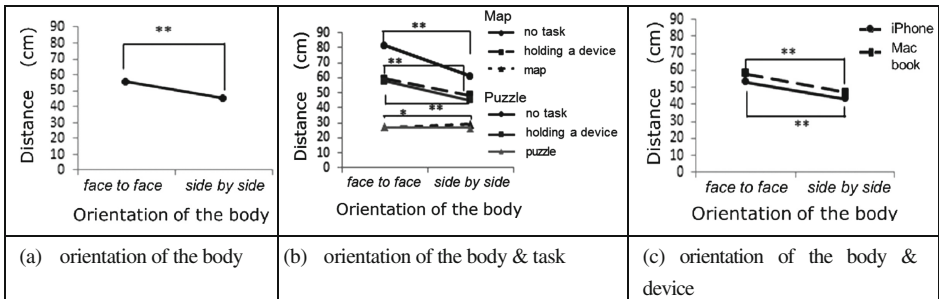 90
80
70
60
50
40
30
20
10
0
Distance (cm)
**
face to face side by side
Orientation of the body
(a) orientation of the body
90
80
70
60
50
40
30
20
10
0
Distance (cm)
**
**
**
*
**
face to face side by side
Orientation of the body
Map
no task
holding a device
map
Puzzle
no task
holding a device
puzzle
(b) orientation of the body & task
90
80
70
60
50
40
30
20
10
0
Distance (cm)
**
**
face to face side by side
Orientation of the body
iPhone
Mac
book
(c) orientation of the body &
device